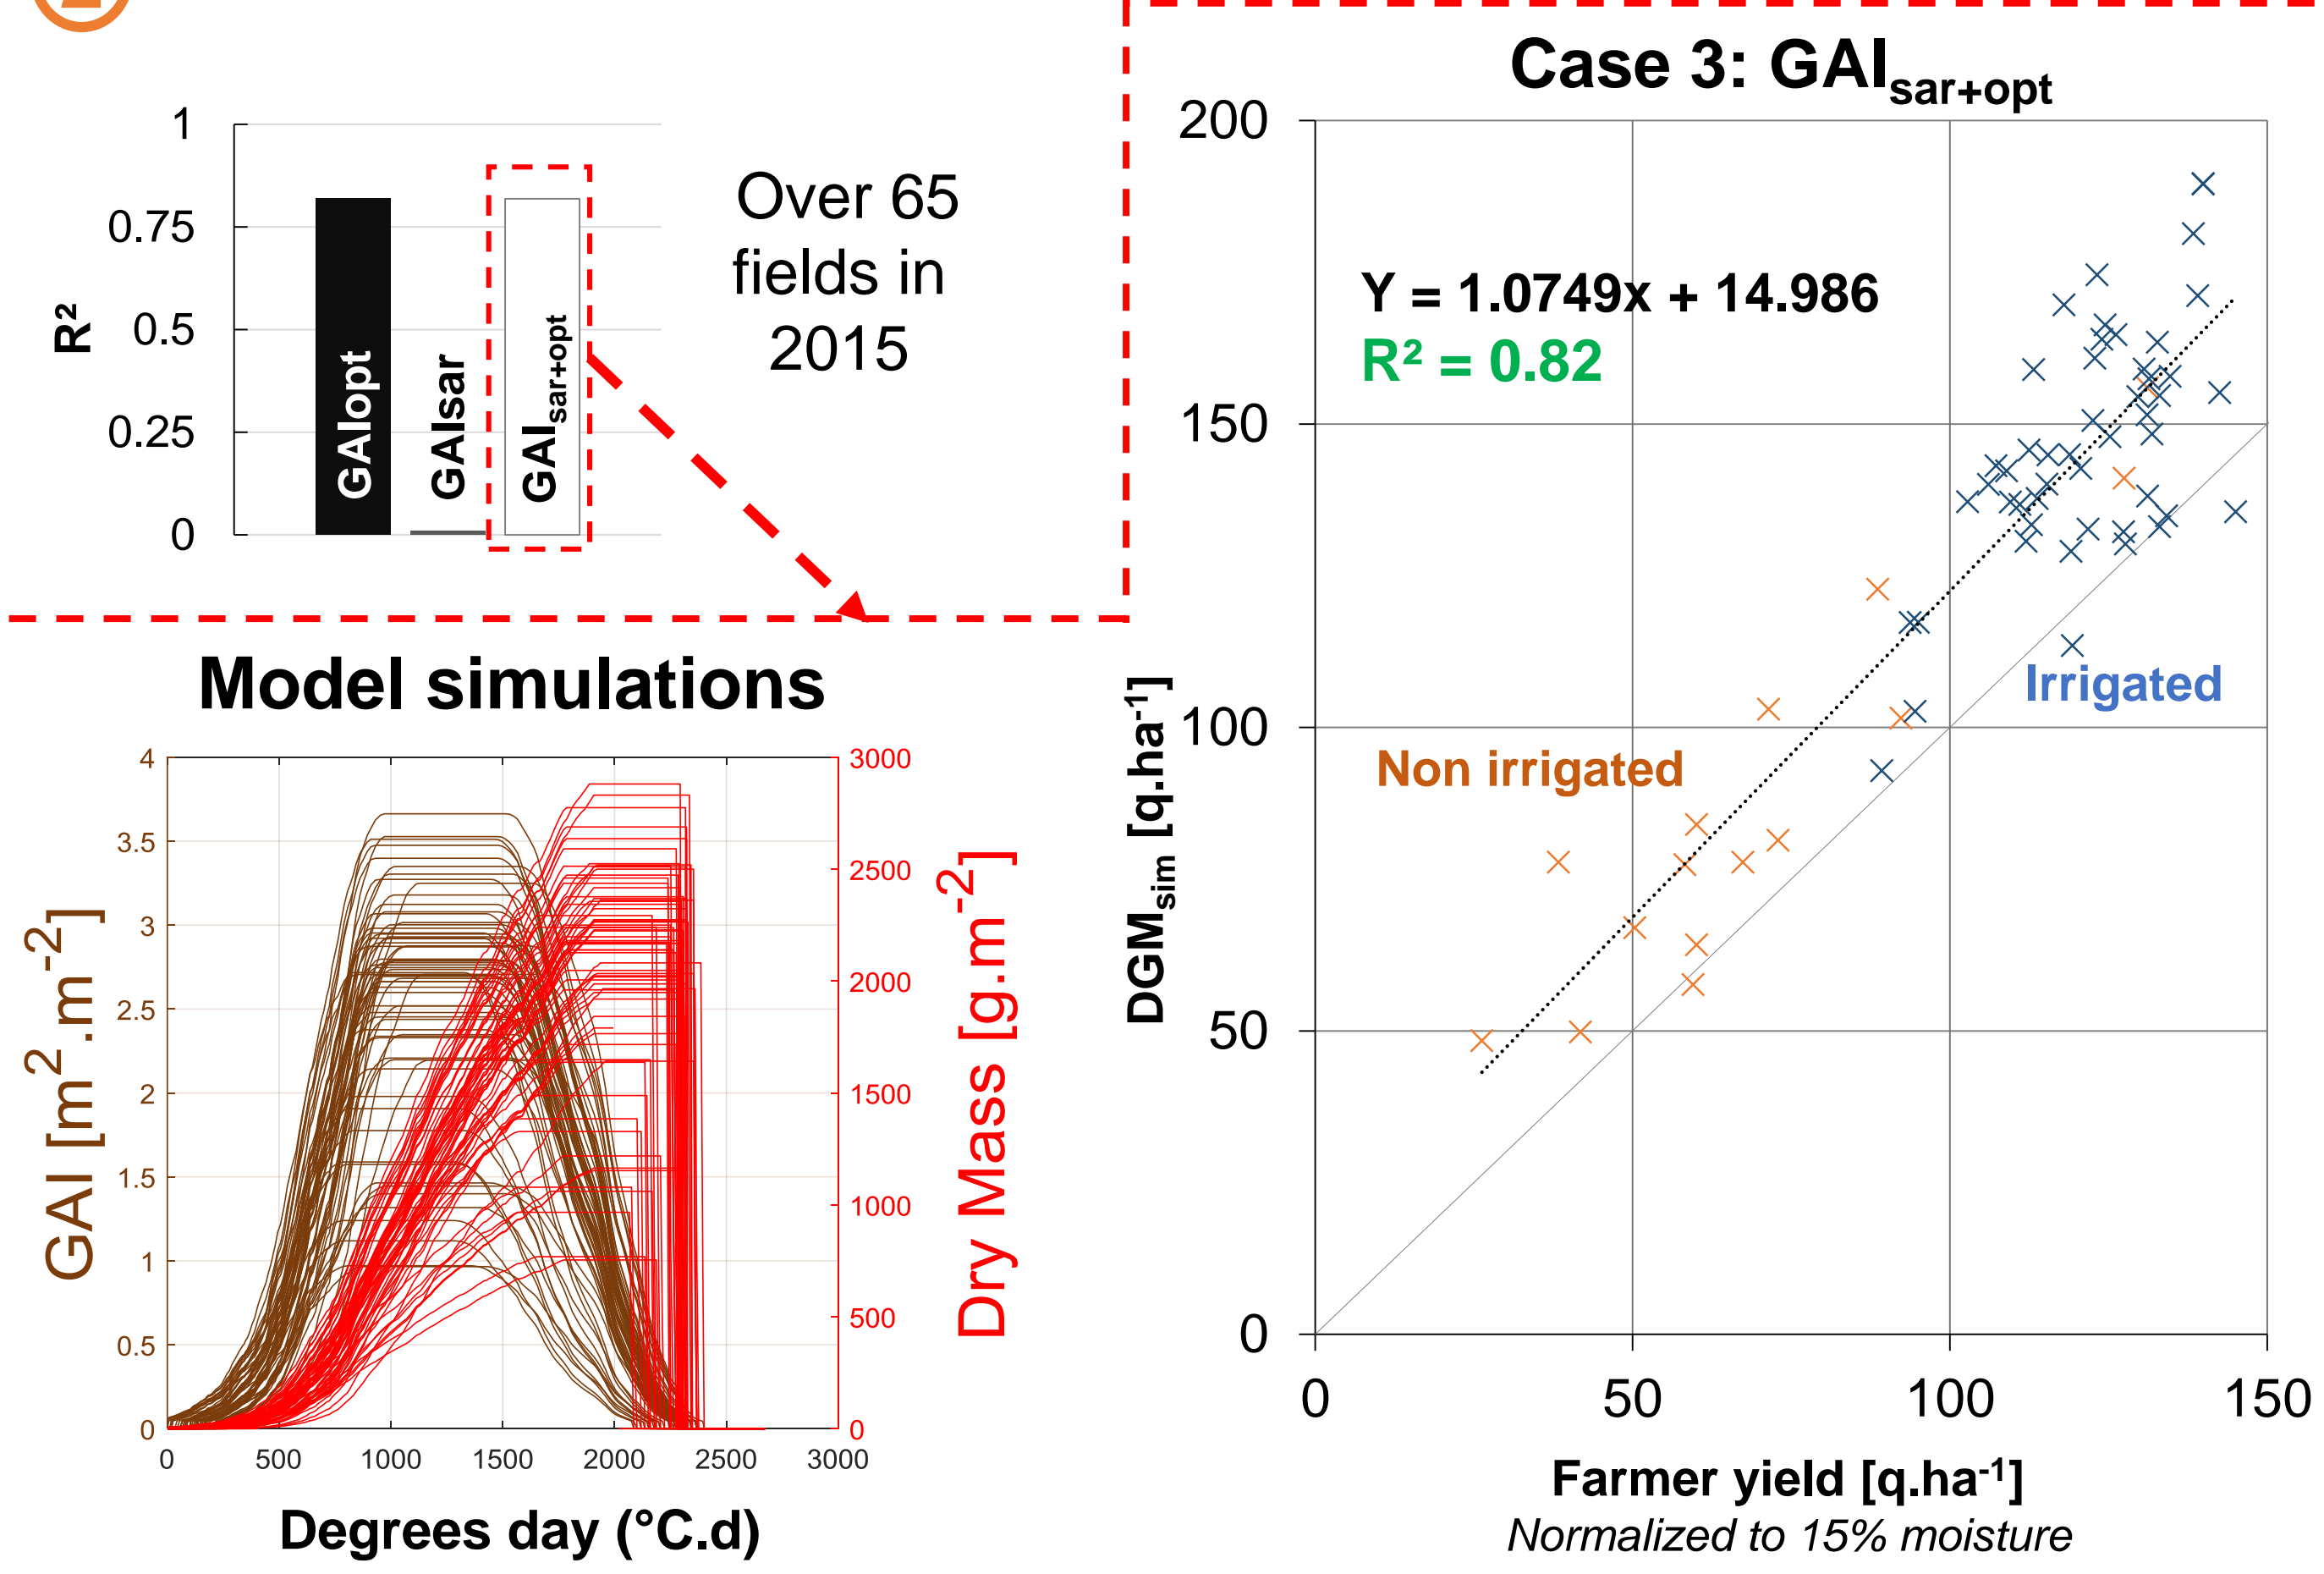 1
0.75
0.5
0.25
0
R²
GAIopt
GAIsar
GAIsar+opt
Over 65
fields in
2015
Case 3: GAIsar+opt
200
150
100
50
0
Y = 1.0749x + 14.986
R² = 0.82
Irrigated
Non irrigated
DGMsim [q.ha-1]
0
50
100
150
Farmer yield [q.ha-1]
Normalized to 15% moisture
Model simulations
4
3.5
3
2.5
2
1.5
1
0.5
0
GAI [m2.m-2]
3000
2500
2000
1500
1000
500
0
Dry Mass [g.m-2]
0
500
1000
1500
2000
2500
3000
Degrees day (°C.d)